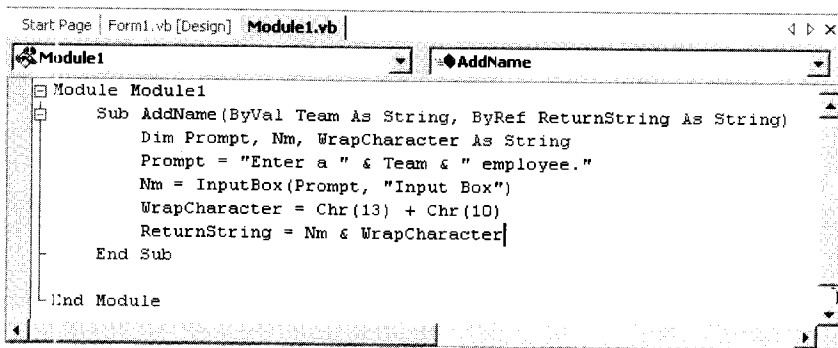 Start Page Form1.vb [Design] Module1.vb
Module1 AddName
Module Module1
Sub AddName(ByVal Team As String, ByRef ReturnString As String)
Dim Prompt, Nm, WrapCharacter As String
Prompt = "Enter a " & Team & " employee."
Nm = InputBox(Prompt, "Input Box")
WrapCharacter = Chr(13) + Chr(10)
ReturnString = Nm & WrapCharacter
End Sub
End Module